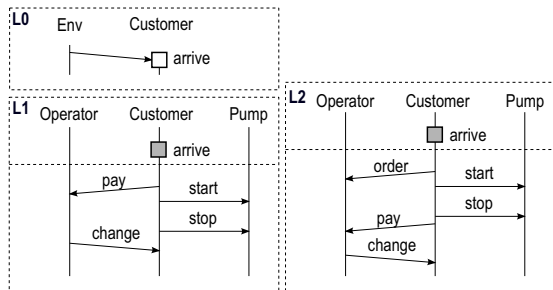 L0
Env Customer
arrive
L1 Operator Customer Pump
arrive
pay
start
stop
change
L2 Operator Customer Pump
arrive
order
start
stop
pay
change